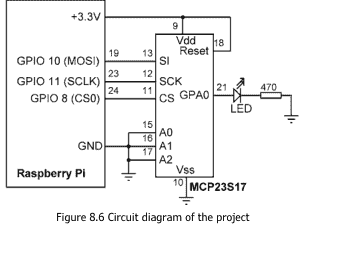 +3.3V
9
Vdd
Reset
18
GPIO 10 (MOSI) 19 13 SI
GPIO 11 (SCLK) 23 12 SCK
GPIO 8 (CS0) 24 11 CS
GPA0 21
LED
470
15 A0
GND 16 A1
17 A2
Vss
Raspberry Pi
10
MCP23S17
Figure 8.6 Circuit diagram of the project